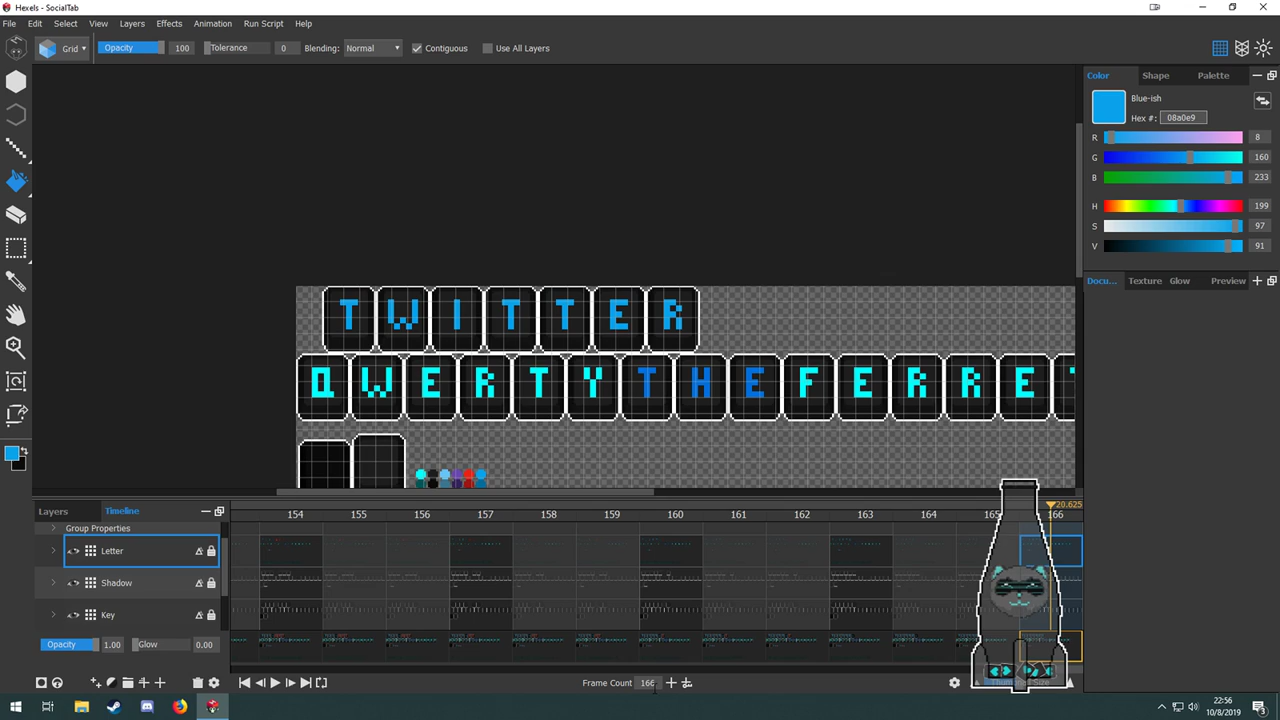 Hexels - SocialTab
File Edit Select View Layers Effects Animation Run Script Help
Grid Opacity 100 Tolerance 0 Blending: Normal Contiguous Use All Layers
Color Shape Palette
Blue-ish
Hex #: 08a0e9
R 8
G 160
B 233
H 199
S 97
V 91
Docu... Texture Glow Preview
TWITTER
QWERTYTHEFERRE
Layers Timeline
20.625
154 155 156 157 158 159 160 161 162 163 164 165 166
Group Properties
Letter
Shadow
Key
Opacity 1.00 Glow 0.00
Frame Count 166
Size
22:56
10/8/2019
3